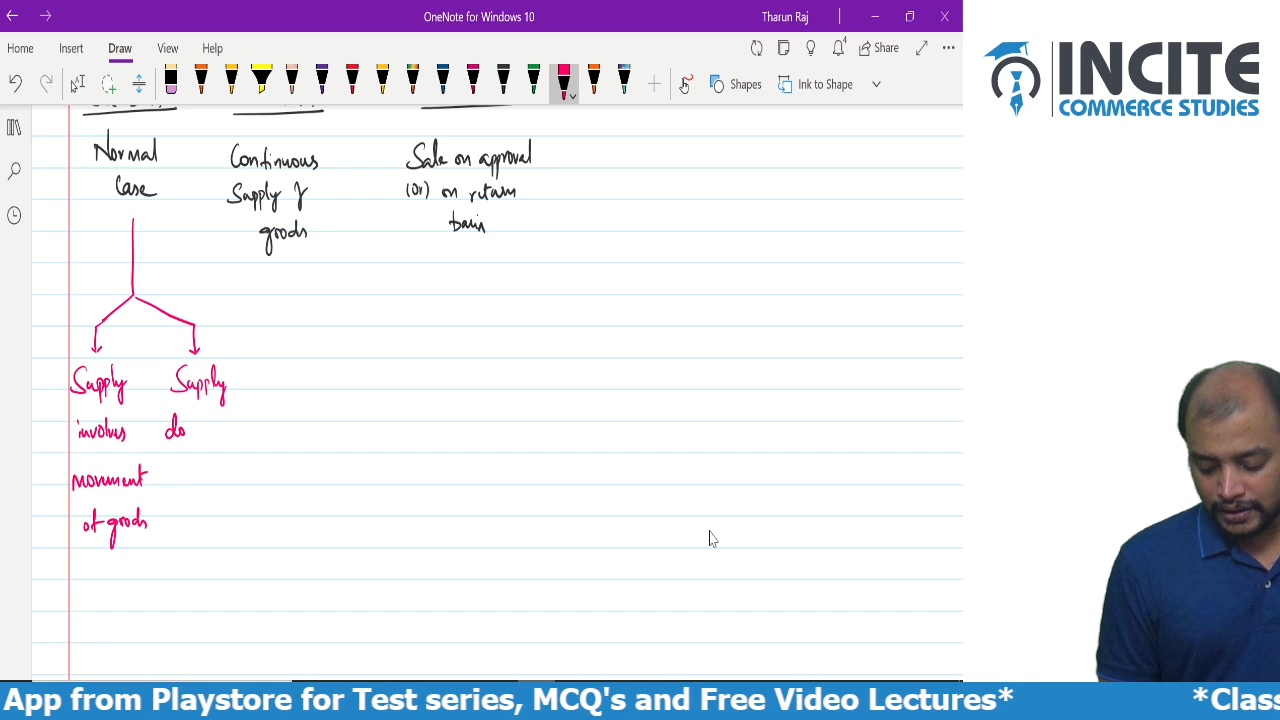 OneNote for Windows 10
Tharun Raj
Home Insert Draw View Help
4
Share
Shapes
Ink to Shape
INCITE
COMMERCE STUDIES
Normal
Case
Continuous
Supply of
goods
Sale on approval
(or) on return
basis
Supply
involves
movement
of goods
Supply
do
App from Playstore for Test series, MCQ's and Free Video Lectures* *Class